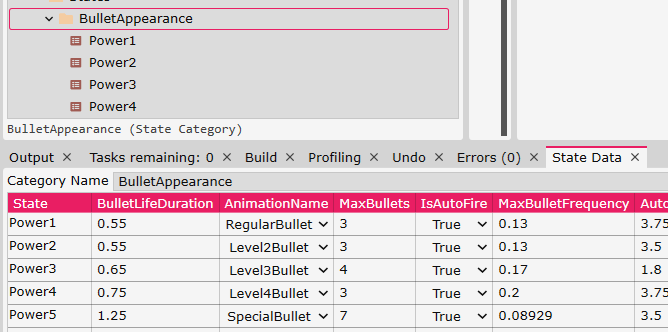 BulletAppearance
Power1
Power2
Power3
Power4
BulletAppearance (State Category)
Output × Tasks remaining: 0 × Build × Profiling × Undo × Errors (0) × State Data ×
Category Name BulletAppearance
State BulletLifeDuration AnimationName MaxBullets IsAutoFire MaxBulletFrequency Auto
Power1 0.55 RegularBullet 3 True 0.13 3.75
Power2 0.55 Level2Bullet 3 True 0.13 3.5
Power3 0.65 Level3Bullet 4 True 0.17 1.8
Power4 0.75 Level4Bullet 3 True 0.2 3.75
Power5 1.25 SpecialBullet 7 True 0.08929 3.5